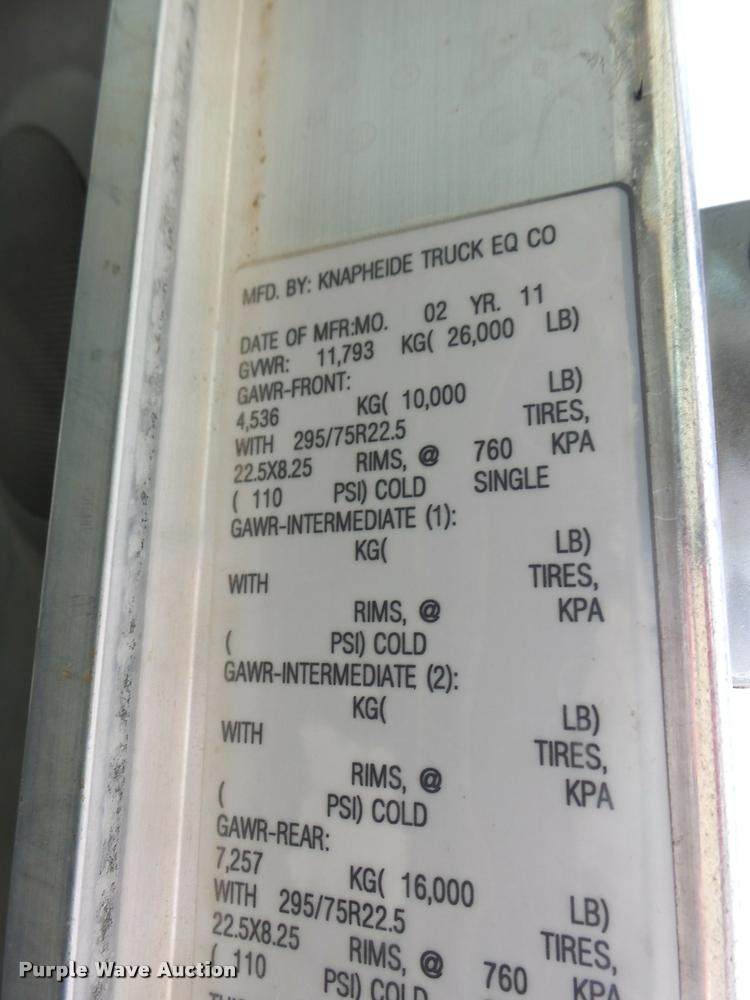 MFD. BY: KNAPHEIDE TRUCK EQ CO
DATE OF MFR:MO. 02 YR. 11
GVWR: 11,793 KG( 26,000 LB)
GAWR-FRONT:
4,536 KG( 10,000 LB)
WITH 295/75R22.5 TIRES,
22.5X8.25 RIMS, @ 760 KPA
( 110 PSI) COLD SINGLE
GAWR-INTERMEDIATE (1):
KG( LB)
WITH TIRES,
RIMS, @ KPA
( PSI) COLD
GAWR-INTERMEDIATE (2):
KG( LB)
WITH TIRES,
RIMS, @ KPA
( PSI) COLD
GAWR-REAR:
7,257 KG( 16,000 LB)
WITH 295/75R22.5 TIRES,
22.5X8.25 RIMS, @ 760 KPA
( 110 PSI) COLD
Purple Wave Auction